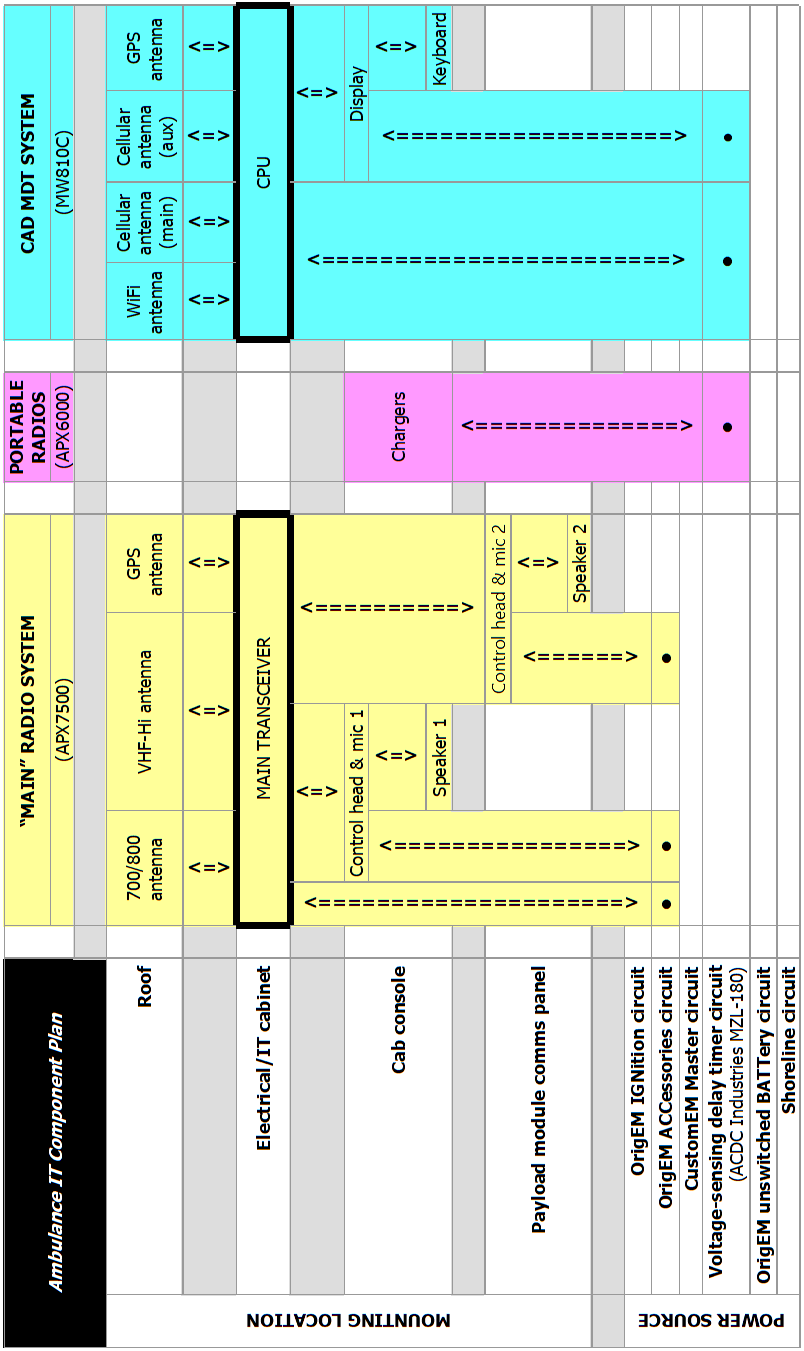 Ambulance IT Component Plan
“MAIN” RADIO SYSTEM
(APX7500)
PORTABLE
RADIOS
(APX6000)
CAD MDT SYSTEM
(MW810C)
MOUNTING LOCATION
Roof
700/800
antenna
VHF-Hi antenna
GPS
antenna
WiFi
antenna
Cellular
antenna
(main)
Cellular
antenna
(aux)
GPS
antenna
Electrical/IT cabinet
MAIN TRANSCEIVER
CPU
Cab console
Control head & mic 1
Speaker 1
Chargers
Display
Keyboard
Payload module comms panel
Control head & mic 2
Speaker 2
POWER SOURCE
OrigEM IGNition circuit
OrigEM ACCessories circuit
CustomEM Master circuit
Voltage-sensing delay timer circuit
(ACDC Industries MZL-180)
OrigEM unswitched BATTery circuit
Shoreline circuit